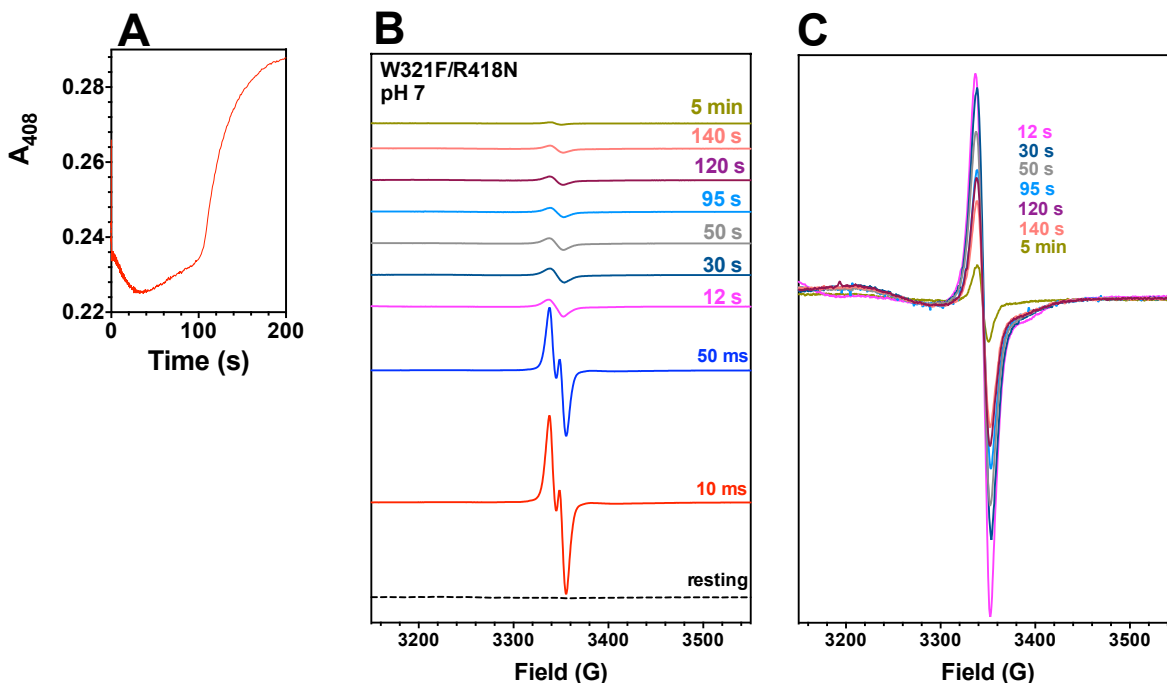 A
A408
0.28
0.26
0.24
0.22
0
100
200
Time (s)
B
W321F/R418N
pH 7
5 min
140 s
120 s
95 s
50 s
30 s
12 s
50 ms
10 ms
resting
3200
3300
3400
3500
Field (G)
C
12 s
30 s
50 s
95 s
120 s
140 s
5 min
3200
3300
3400
3500
Field (G)